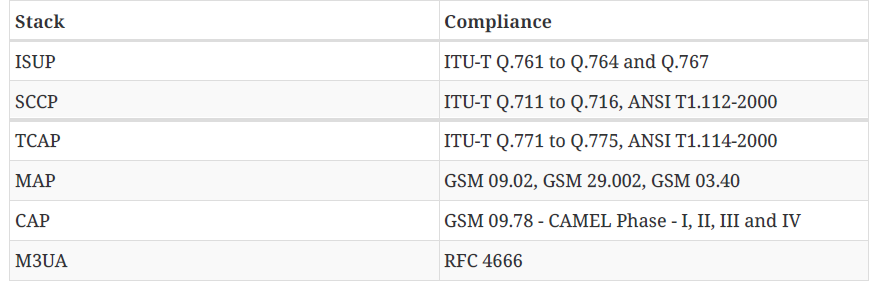 Stack Compliance
ISUP ITU-T Q.761 to Q.764 and Q.767
SCCP ITU-T Q.711 to Q.716, ANSI T1.112-2000
TCAP ITU-T Q.771 to Q.775, ANSI T1.114-2000
MAP GSM 09.02, GSM 29.002, GSM 03.40
CAP GSM 09.78 - CAMEL Phase - I, II, III and IV
M3UA RFC 4666